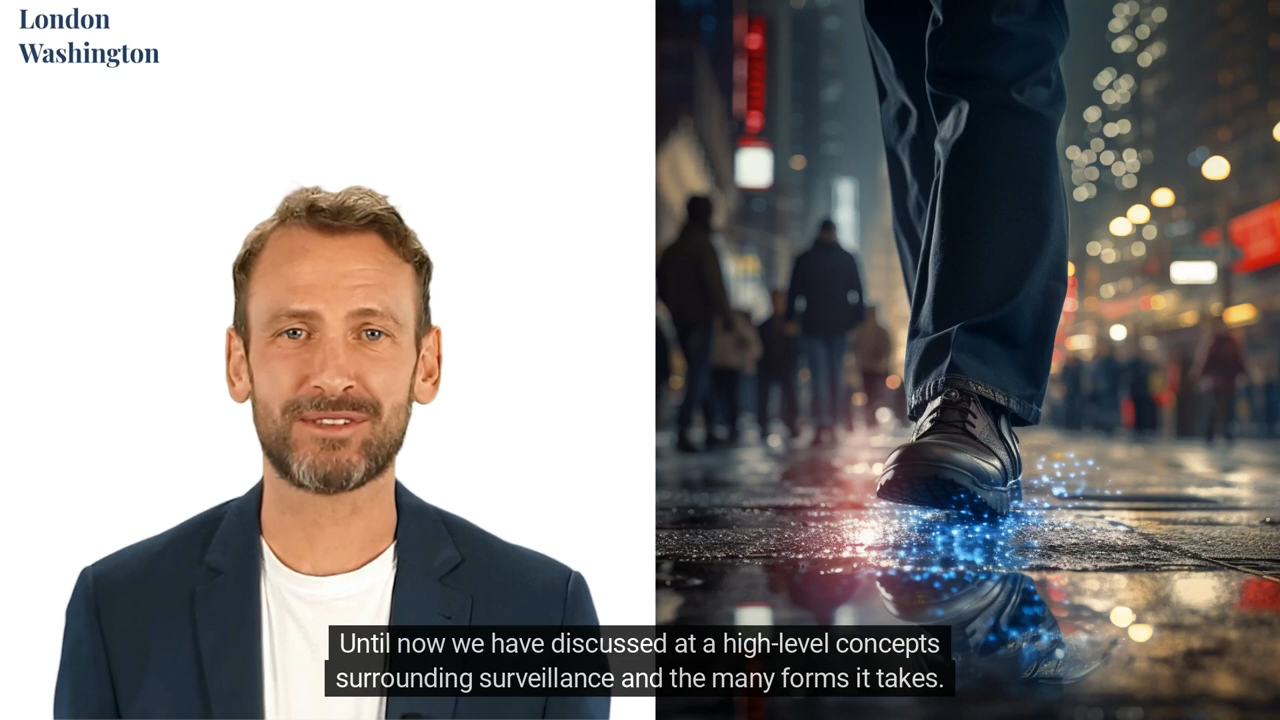 London
Washington
Until now we have discussed at a high-level concepts
surrounding surveillance and the many forms it takes.